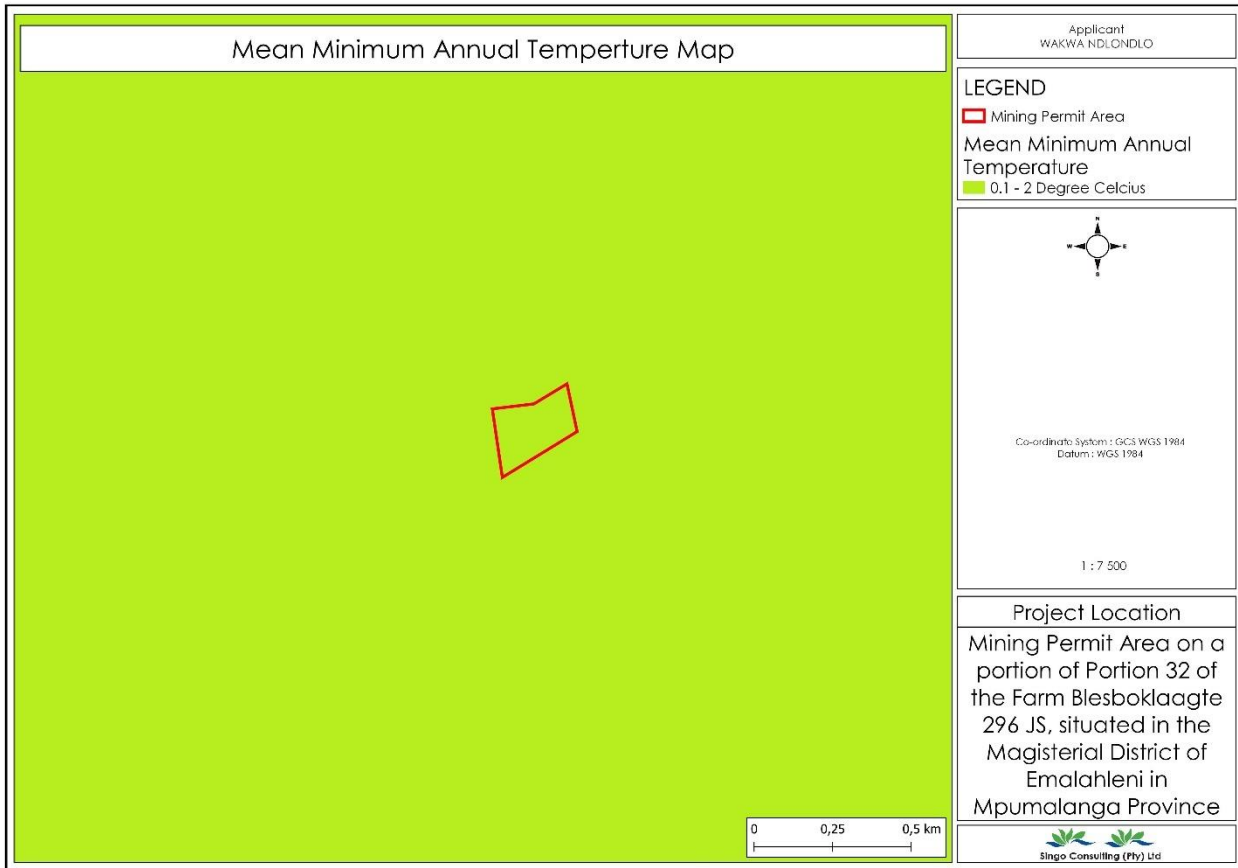 Mean Minimum Annual Temperture Map
Applicant
WAKWA NDLONDLO
LEGEND
Mining Permit Area
Mean Minimum Annual
Temperature
0.1 - 2 Degree Celcius
N
W E
S
Co-ordinato System : GCS WGS 1984
Datum : WGS 1984
1 : 7 500
Project Location
Mining Permit Area on a
portion of Portion 32 of
the Farm Blesboklaagte
296 JS, situated in the
Magisterial District of
Emalahleni in
Mpumalanga Province
0 0,25 0,5 km
Singo Consulting (Pty) Ltd